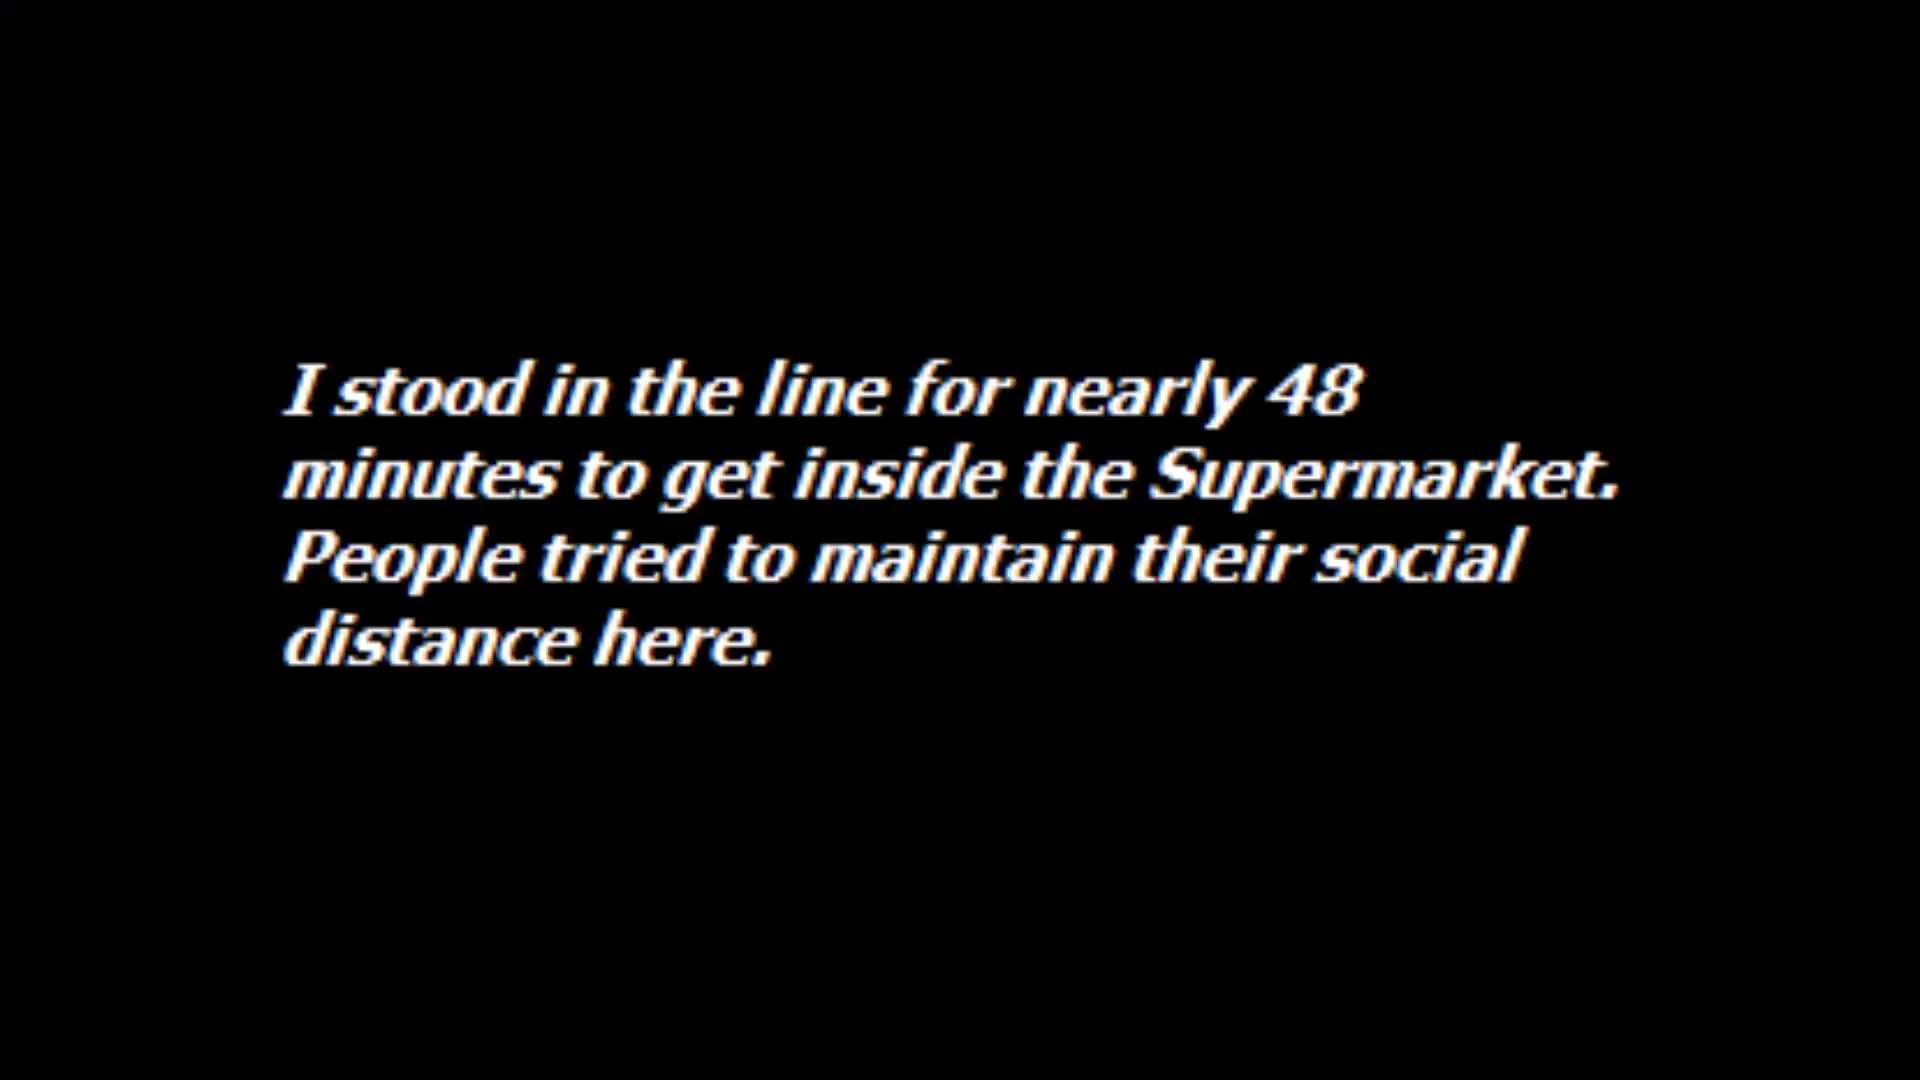 I stood in the line for nearly 48
minutes to get inside the Supermarket.
People tried to maintain their social
distance here.